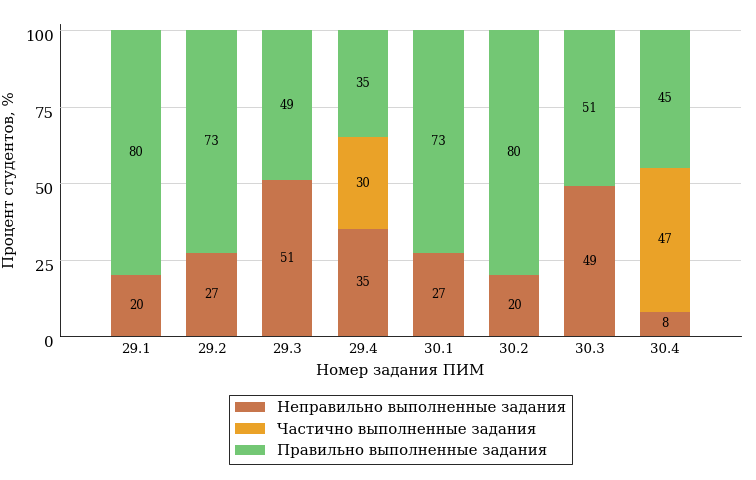 Процент студентов, %
100
75
50
25
0
80 73 49 35 73 80 51 45
30 47
20 27 51 35 27 20 49 8
29.1 29.2 29.3 29.4 30.1 30.2 30.3 30.4
Номер задания ПИМ
Неправильно выполненные задания
Частично выполненные задания
Правильно выполненные задания